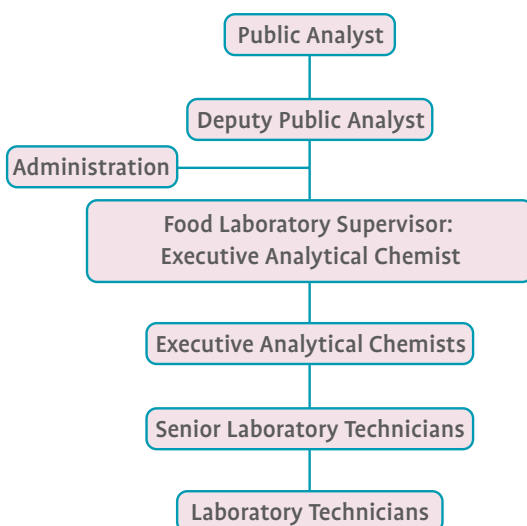 Public Analyst
Deputy Public Analyst
Administration
Food Laboratory Supervisor:
Executive Analytical Chemist
Executive Analytical Chemists
Senior Laboratory Technicians
Laboratory Technicians